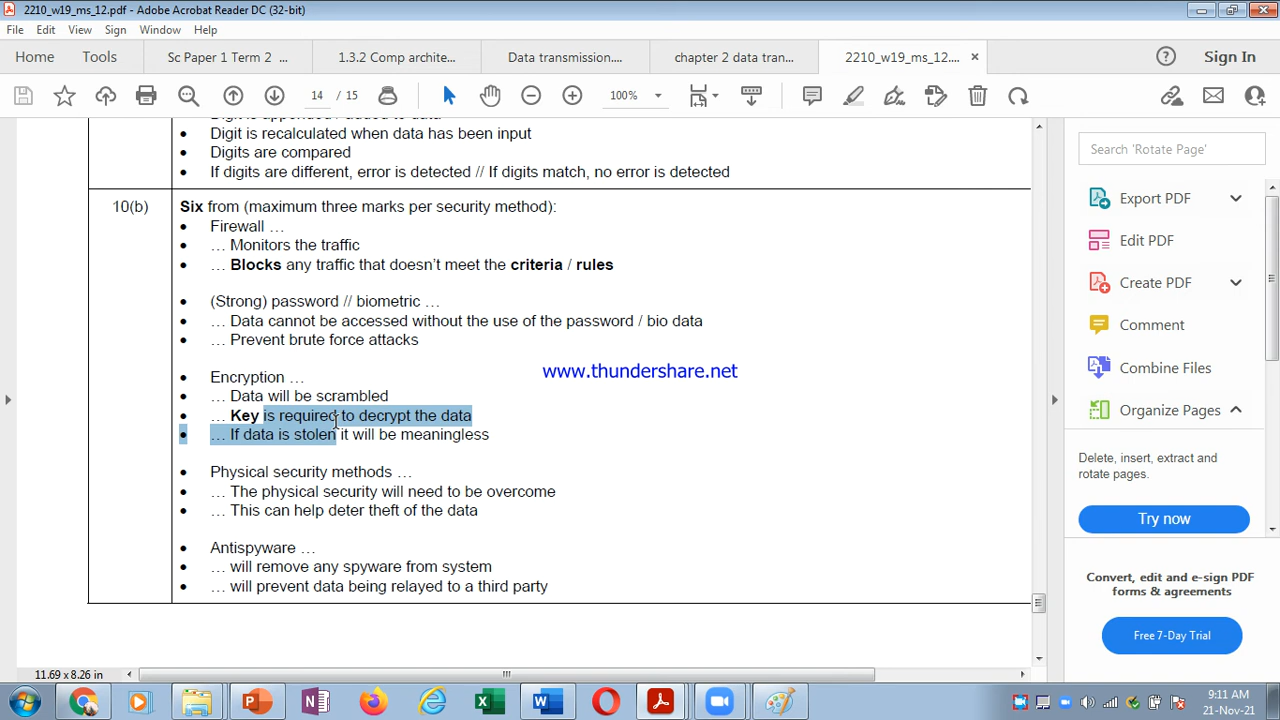 2210_w19_ms_12.pdf - Adobe Acrobat Reader DC (32-bit)
File Edit View Sign Window Help
Home Tools Sc Paper 1 Term 2 ... 1.3.2 Comp archite... Data transmission.... chapter 2 data tran... 2210_w19_ms_12.... × Sign In
14 / 15 100%
Digit is appended / added to data
• Digit is recalculated when data has been input
• Digits are compared
• If digits are different, error is detected // If digits match, no error is detected
10(b) Six from (maximum three marks per security method):
• Firewall …
• … Monitors the traffic
• … Blocks any traffic that doesn’t meet the criteria / rules
• (Strong) password // biometric …
• … Data cannot be accessed without the use of the password / bio data
• … Prevent brute force attacks
www.thundershare.net
• Encryption …
• … Data will be scrambled
• … Key is required to decrypt the data
• … If data is stolen it will be meaningless
• Physical security methods …
• … The physical security will need to be overcome
• … This can help deter theft of the data
• Antispyware …
• … will remove any spyware from system
• … will prevent data being relayed to a third party
11.69 x 8.26 in
Search 'Rotate Page'
Export PDF
Edit PDF
Create PDF
Comment
Combine Files
Organize Pages
Delete, insert, extract and
rotate pages.
Try now
Convert, edit and e-sign PDF
forms & agreements
Free 7-Day Trial
9:11 AM
21-Nov-21